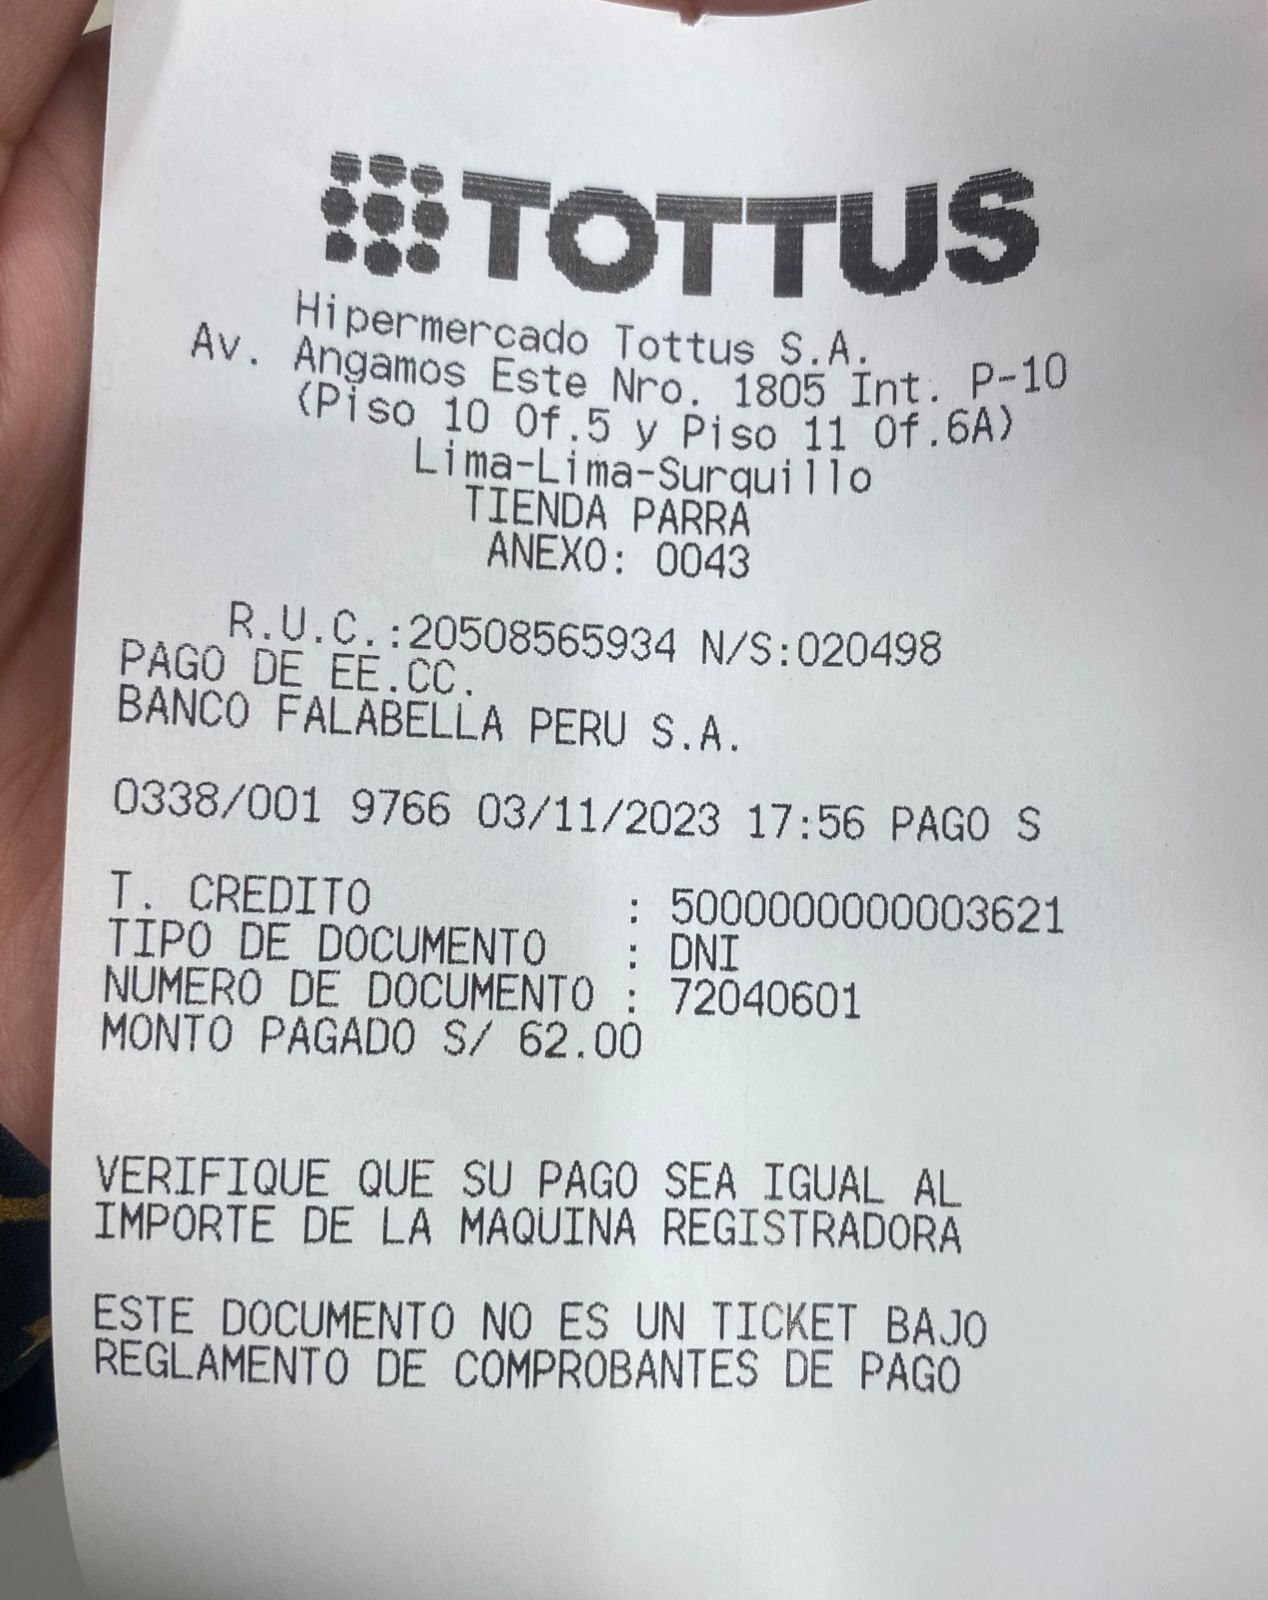 TOTTUS
Hipermercado Tottus S.A.
Av. Angamos Este Nro. 1805 Int. P-10
(Piso 10 Of.5 y Piso 11 Of.6A)
Lima-Lima-Surquillo
TIENDA PARRA
ANEXO: 0043
R.U.C.:20508565934 N/S:020498
PAGO DE EE.CC.
BANCO FALABELLA PERU S.A.
0338/001 9766 03/11/2023 17:56 PAGO S
T. CREDITO : 5000000000003621
TIPO DE DOCUMENTO : DNI
NUMERO DE DOCUMENTO : 72040601
MONTO PAGADO S/ 62.00
VERIFIQUE QUE SU PAGO SEA IGUAL AL
IMPORTE DE LA MAQUINA REGISTRADORA
ESTE DOCUMENTO NO ES UN TICKET BAJO
REGLAMENTO DE COMPROBANTES DE PAGO